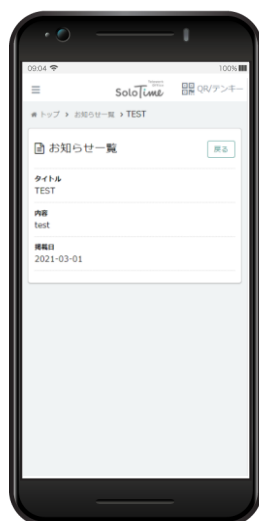 09:04 100%
SoloTime QR/テンキー
トップ > お知らせ一覧 > TEST
お知らせ一覧 戻る
タイトル
TEST
内容
test
掲載日
2021-03-01